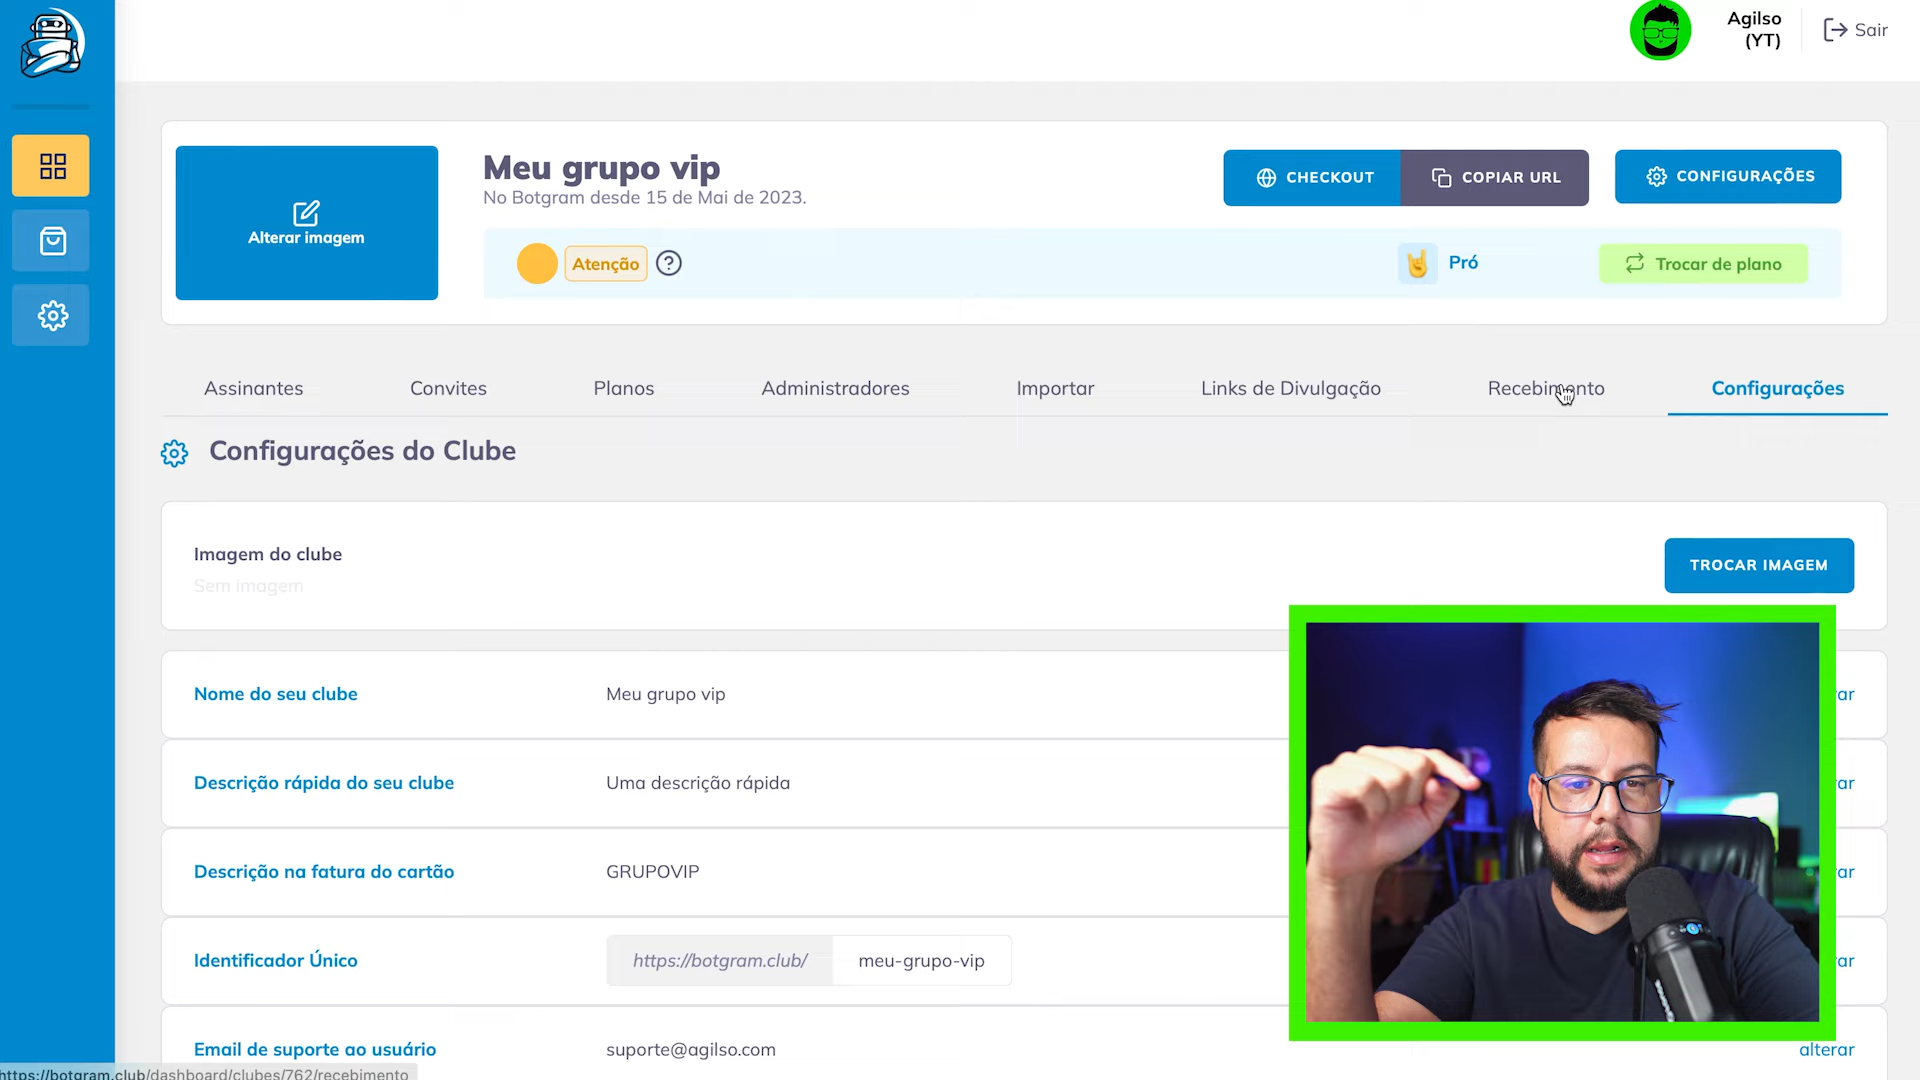 Agilso
(YT)
Sair
Alterar imagem
Meu grupo vip
No Botgram desde 15 de Mai de 2023.
CHECKOUT
COPIAR URL
CONFIGURAÇÕES
Atenção
?
Pró
Trocar de plano
Assinantes
Convites
Planos
Administradores
Importar
Links de Divulgação
Recebimento
Configurações
Configurações do Clube
Imagem do clube
Sem imagem
TROCAR IMAGEM
Nome do seu clube
Meu grupo vip
Descrição rápida do seu clube
Uma descrição rápida
Descrição na fatura do cartão
GRUPOVIP
Identificador Único
https://botgram.club/
meu-grupo-vip
Email de suporte ao usuário
suporte@agilso.com
alterar
https://botgram.club/dashboard/clubes/762/recebimento